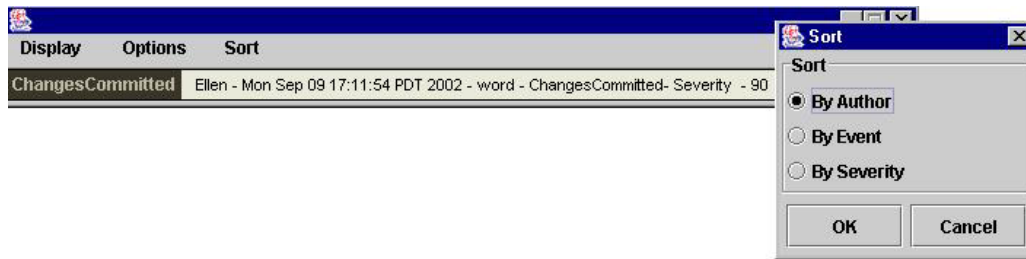 Display Options Sort
ChangesCommitted Ellen - Mon Sep 09 17:11:54 PDT 2002 - word - ChangesCommitted- Severity - 90
Sort
Sort
By Author
By Event
By Severity
OK Cancel